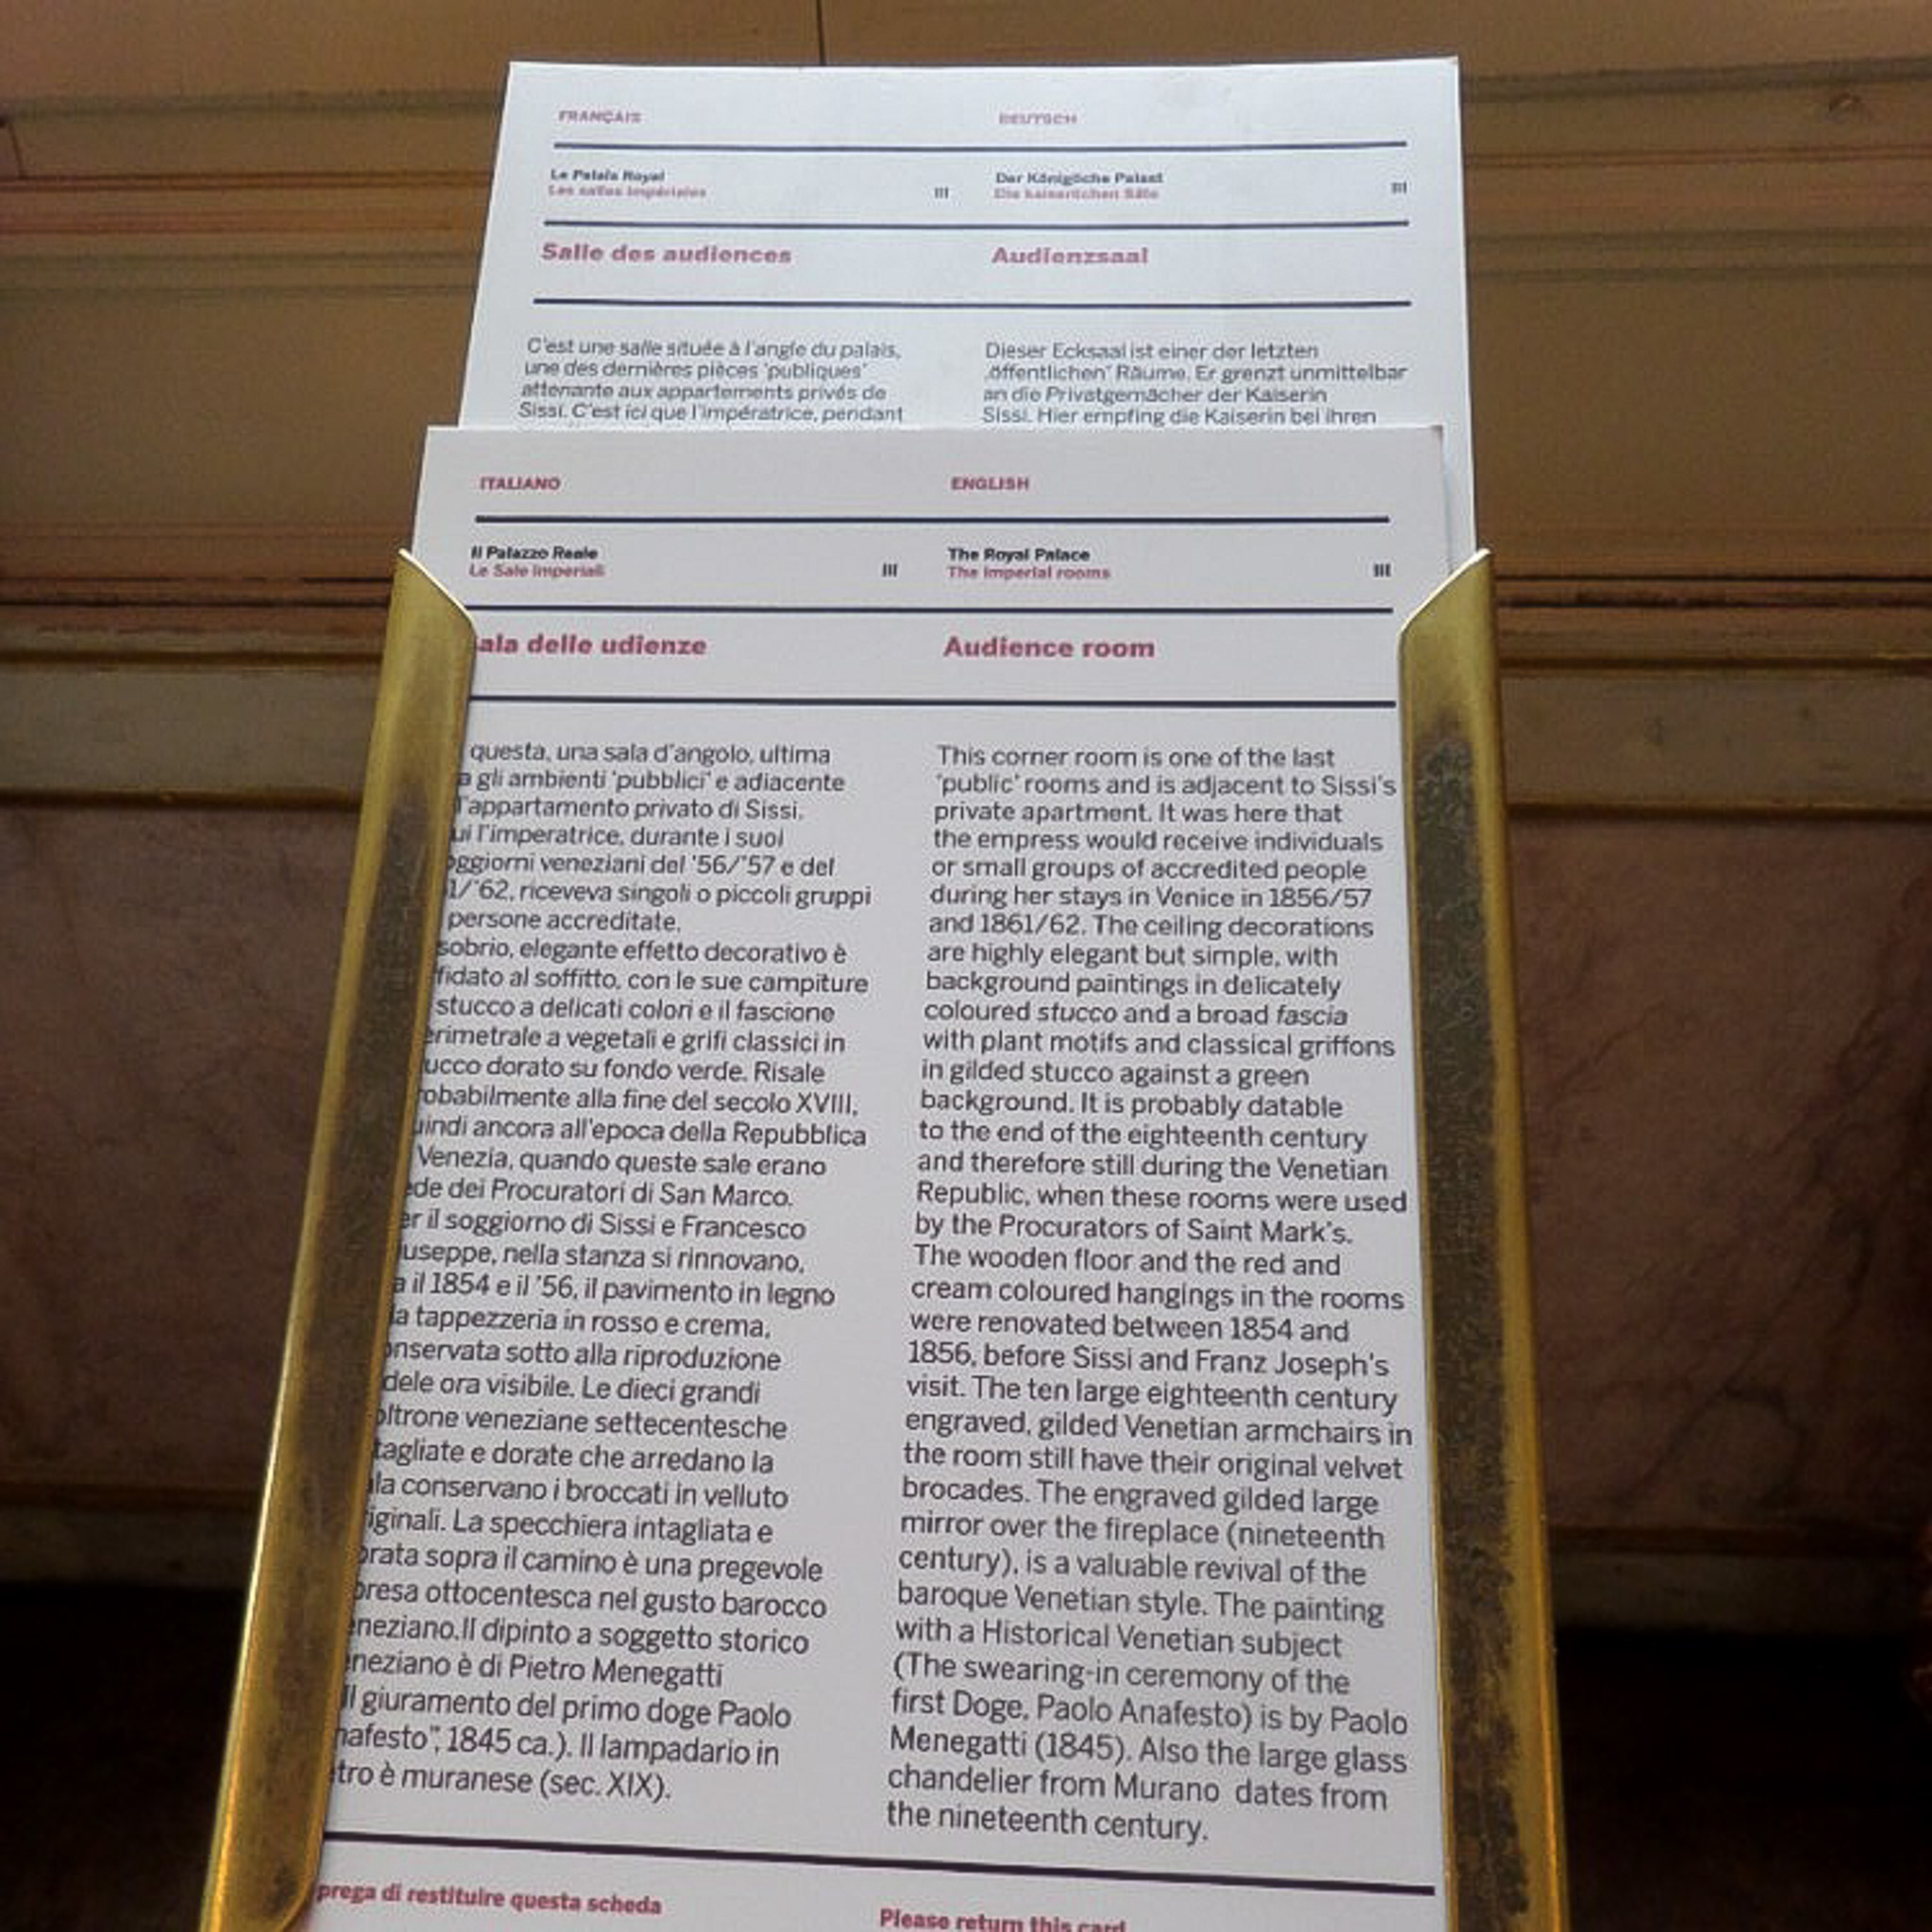 FRANÇAIS
Le Palais Royal
Les salles impériales
III
Salle des audiences
C'est une salle située à l'angle du palais,
une des dernières pièces 'publiques'
attenante aux appartements privés de
Sissi. C'est ici que l'impératrice, pendant
DEUTSCH
Der Königliche Palast
Die kaiserlichen Säle
III
Audienzsaal
Dieser Ecksaal ist einer der letzten
„öffentlichen" Räume. Er grenzt unmittelbar
an die Privatgemächer der Kaiserin
Sissi. Hier empfing die Kaiserin bei ihren
ITALIANO
Il Palazzo Reale
Le Sale Imperiali
III
ala delle udienze
questa, una sala d'angolo, ultima
a gli ambienti 'pubblici' e adiacente
l'appartamento privato di Sissi.
ui l'imperatrice, durante i suoi
oggiorni veneziani del '56/'57 e del
1/'62, riceveva singoli o piccoli gruppi
persone accreditate.
sobrio, elegante effetto decorativo è
fidato al soffitto, con le sue campiture
stucco a delicati colori e il fascione
erimetrale a vegetali e grifi classici in
ucco dorato su fondo verde. Risale
robabilmente alla fine del secolo XVIII,
uindi ancora all'epoca della Repubblica
Venezia, quando queste sale erano
ede dei Procuratori di San Marco.
er il soggiorno di Sissi e Francesco
iuseppe, nella stanza si rinnovano,
a il 1854 e il '56, il pavimento in legno
la tappezzeria in rosso e crema,
onservata sotto alla riproduzione
dele ora visibile. Le dieci grandi
oltrone veneziane settecentesche
tagliate e dorate che arredano la
ala conservano i broccati in velluto
iginali. La specchiera intagliata e
orata sopra il camino è una pregevole
presa ottocentesca nel gusto barocco
eneziano.Il dipinto a soggetto storico
eneziano è di Pietro Menegatti
Il giuramento del primo doge Paolo
nafesto", 1845 ca.). Il lampadario in
tro è muranese (sec. XIX).
prega di restituire questa scheda
ENGLISH
The Royal Palace
The imperial rooms
III
Audience room
This corner room is one of the last
'public' rooms and is adjacent to Sissi's
private apartment. It was here that
the empress would receive individuals
or small groups of accredited people
during her stays in Venice in 1856/57
and 1861/62. The ceiling decorations
are highly elegant but simple, with
background paintings in delicately
coloured stucco and a broad fascia
with plant motifs and classical griffons
in gilded stucco against a green
background. It is probably datable
to the end of the eighteenth century
and therefore still during the Venetian
Republic, when these rooms were used
by the Procurators of Saint Mark's.
The wooden floor and the red and
cream coloured hangings in the rooms
were renovated between 1854 and
1856, before Sissi and Franz Joseph's
visit. The ten large eighteenth century
engraved, gilded Venetian armchairs in
the room still have their original velvet
brocades. The engraved gilded large
mirror over the fireplace (nineteenth
century), is a valuable revival of the
baroque Venetian style. The painting
with a Historical Venetian subject
(The swearing-in ceremony of the
first Doge, Paolo Anafesto) is by Paolo
Menegatti (1845). Also the large glass
chandelier from Murano dates from
the nineteenth century.
Please return this card